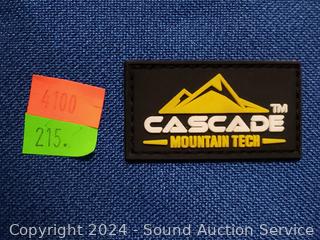 4100
215.
TM
CASCADE
MOUNTAIN TECH
Copyright 2024 - Sound Auction Service